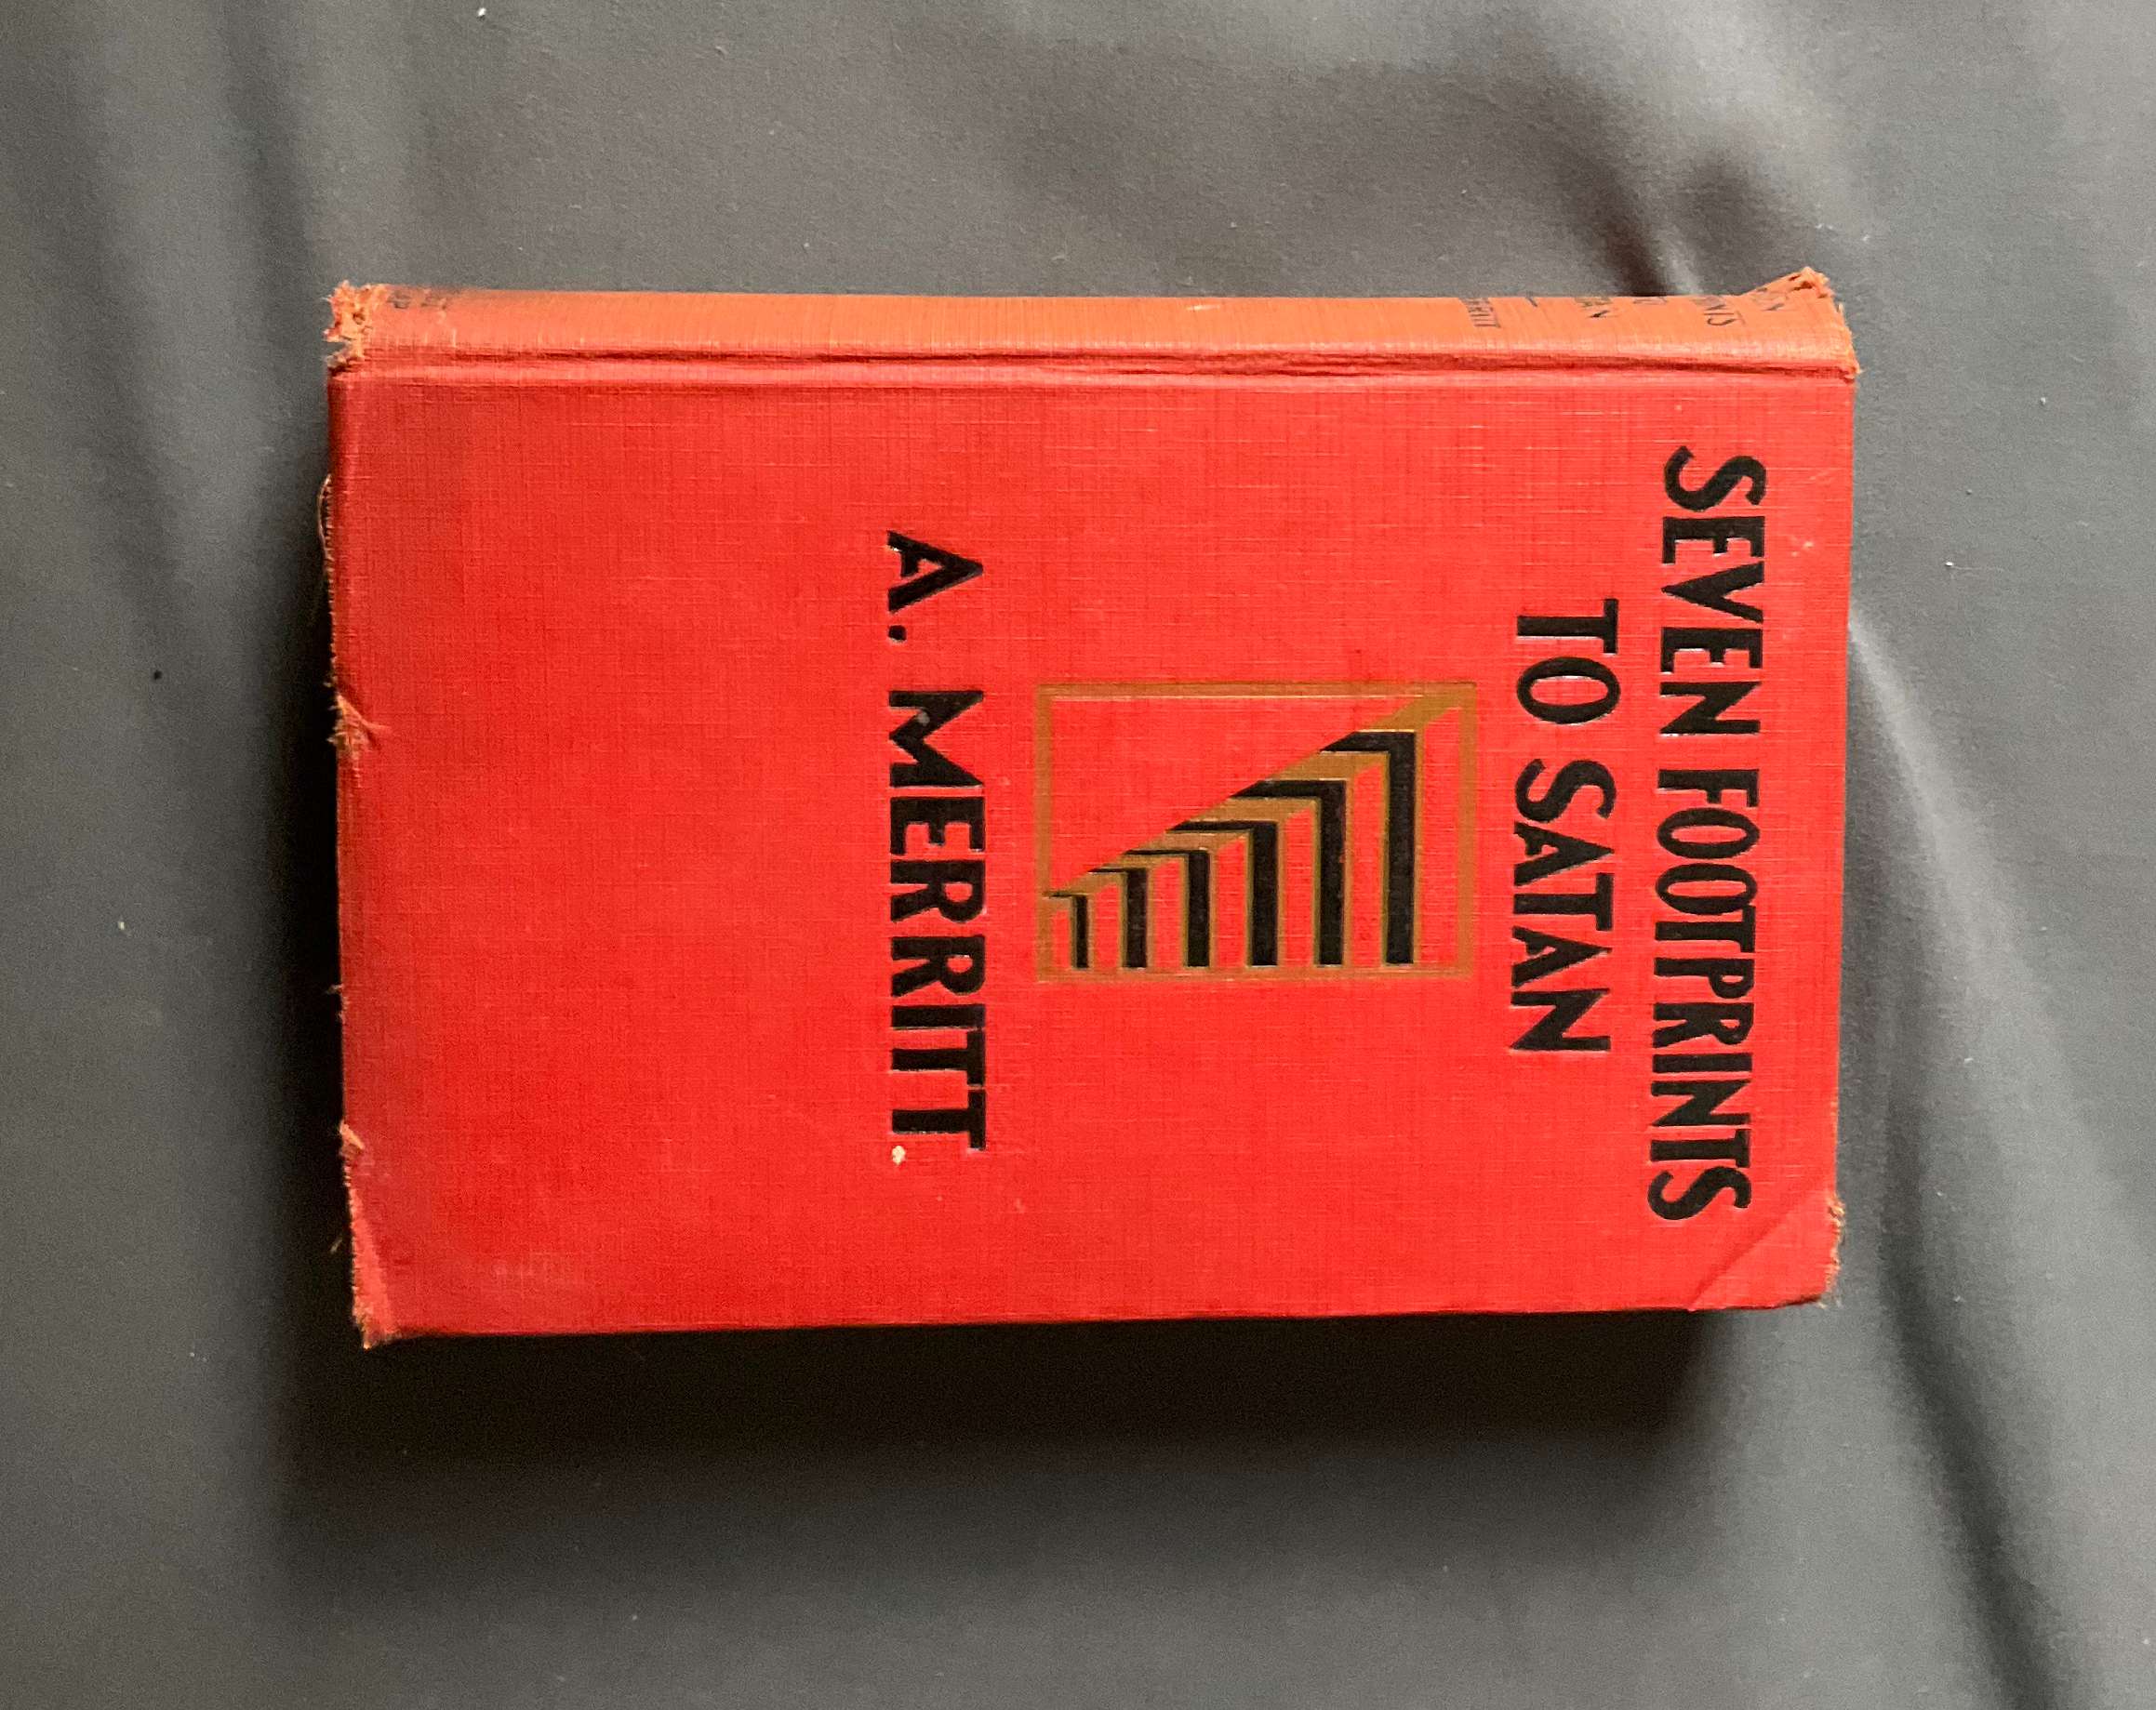 SEVEN FOOTPRINTS
TO SATAN
A. MERRITT